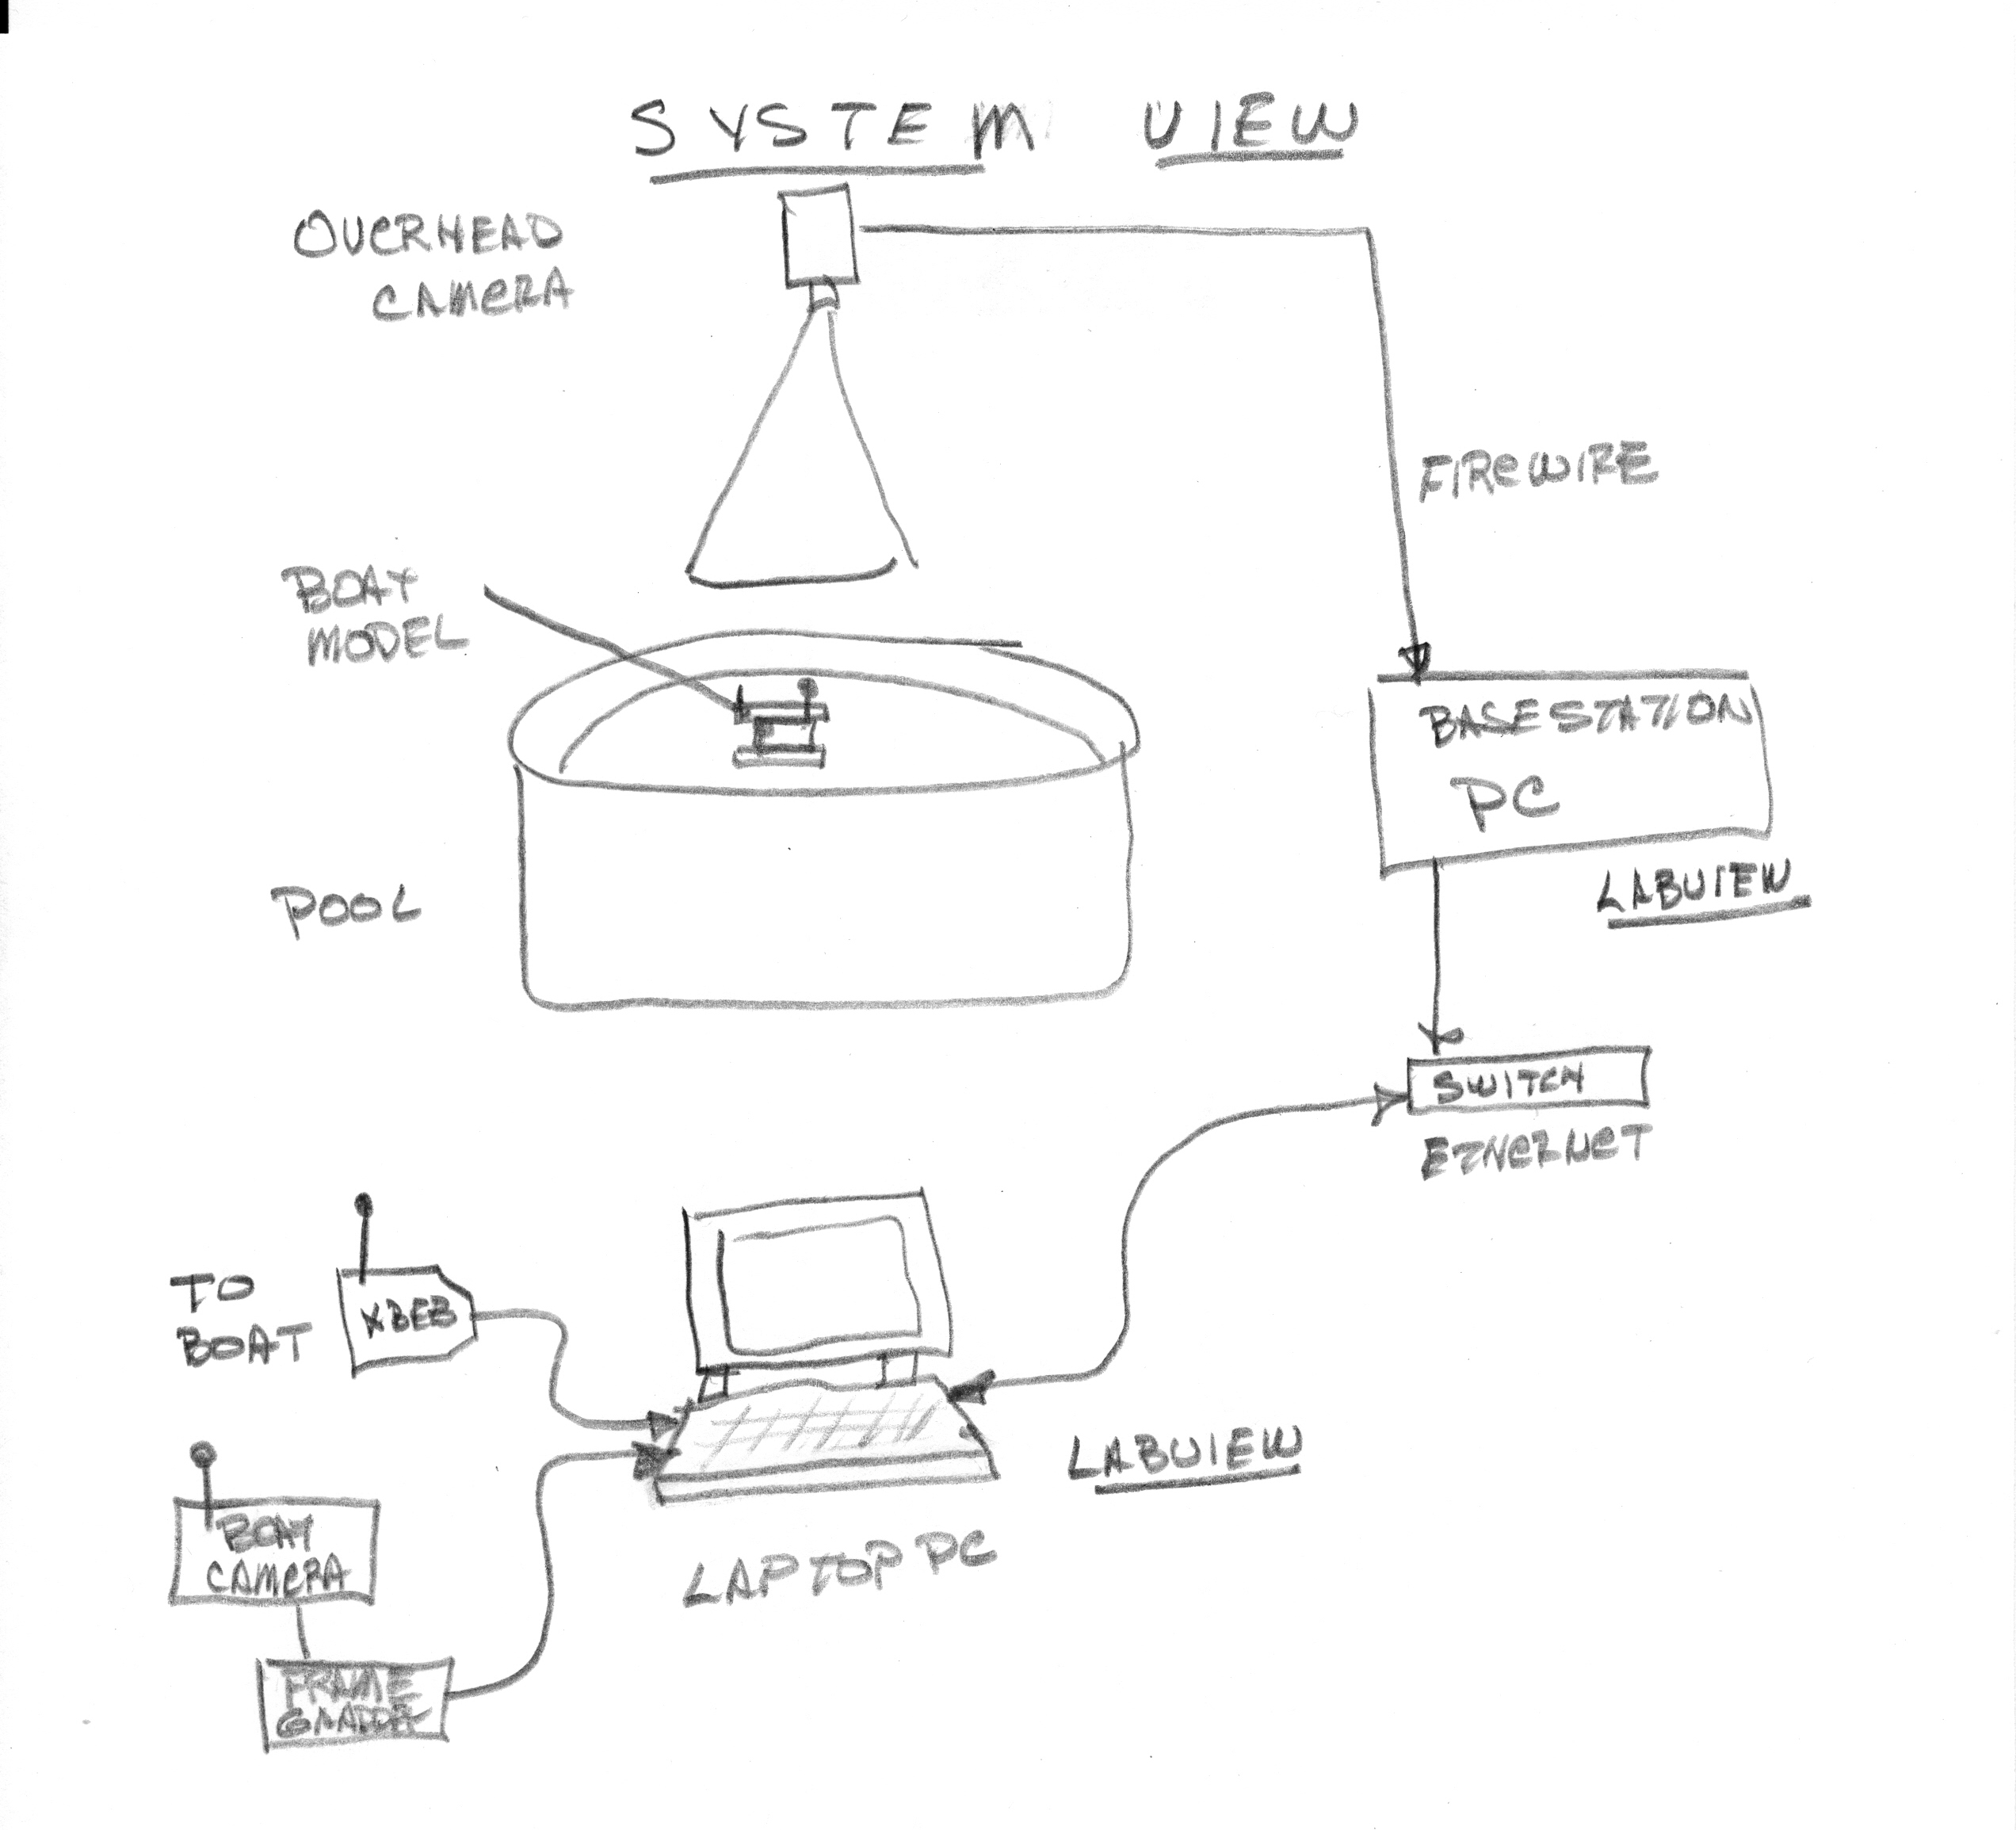 SYSTEM VIEW
OVERHEAD
CAMERA
FIREWIRE
BOAT
MODEL
BASESTATION
PC
LABVIEW
POOL
SWITCH
ETHERNET
TO
BOAT
XBEE
LABVIEW
LAPTOP PC
BOAT
CAMERA
FRAME